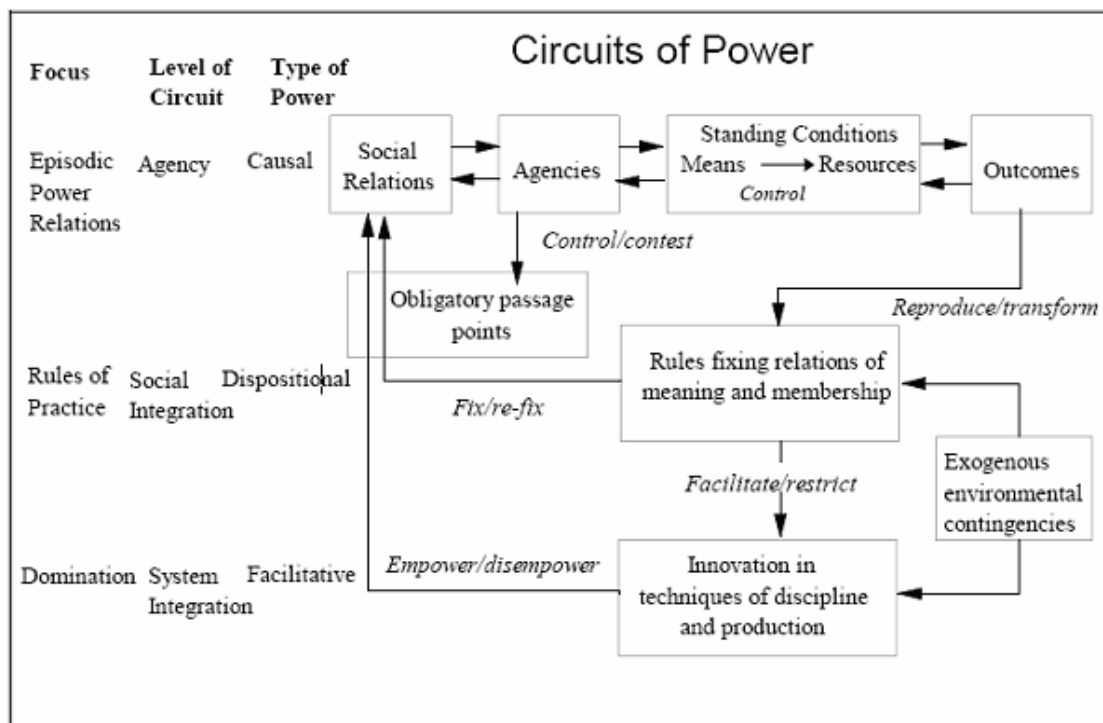 Circuits of Power
Focus
Level of
Circuit
Type of
Power
Episodic
Power
Relations
Agency
Causal
Social
Relations
Agencies
Standing Conditions
Means Resources
Control
Outcomes
Control/contest
Obligatory passage
points
Reproduce/transform
Rules of
Practice
Social
Integration
Dispositional
Rules fixing relations of
meaning and membership
Fix/re-fix
Facilitate/restrict
Exogenous
environmental
contingencies
Domination
System
Integration
Facilitative
Empower/disempower
Innovation in
techniques of discipline
and production